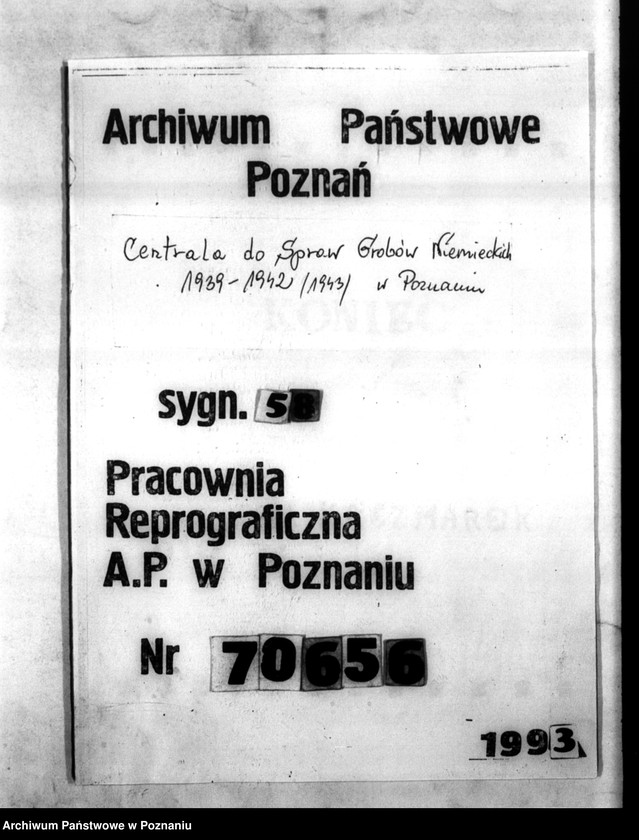 Archiwum Państwowe
Poznań
Centrala do Spraw Grobów Niemieckich
1939-1942 /1943/ w Poznaniu
KONIEC
sygn. 58
Pracownia
Reprograficzna
A.P. w Poznaniu
Nr 70656
1993
Archiwum Państwowe w Poznaniu